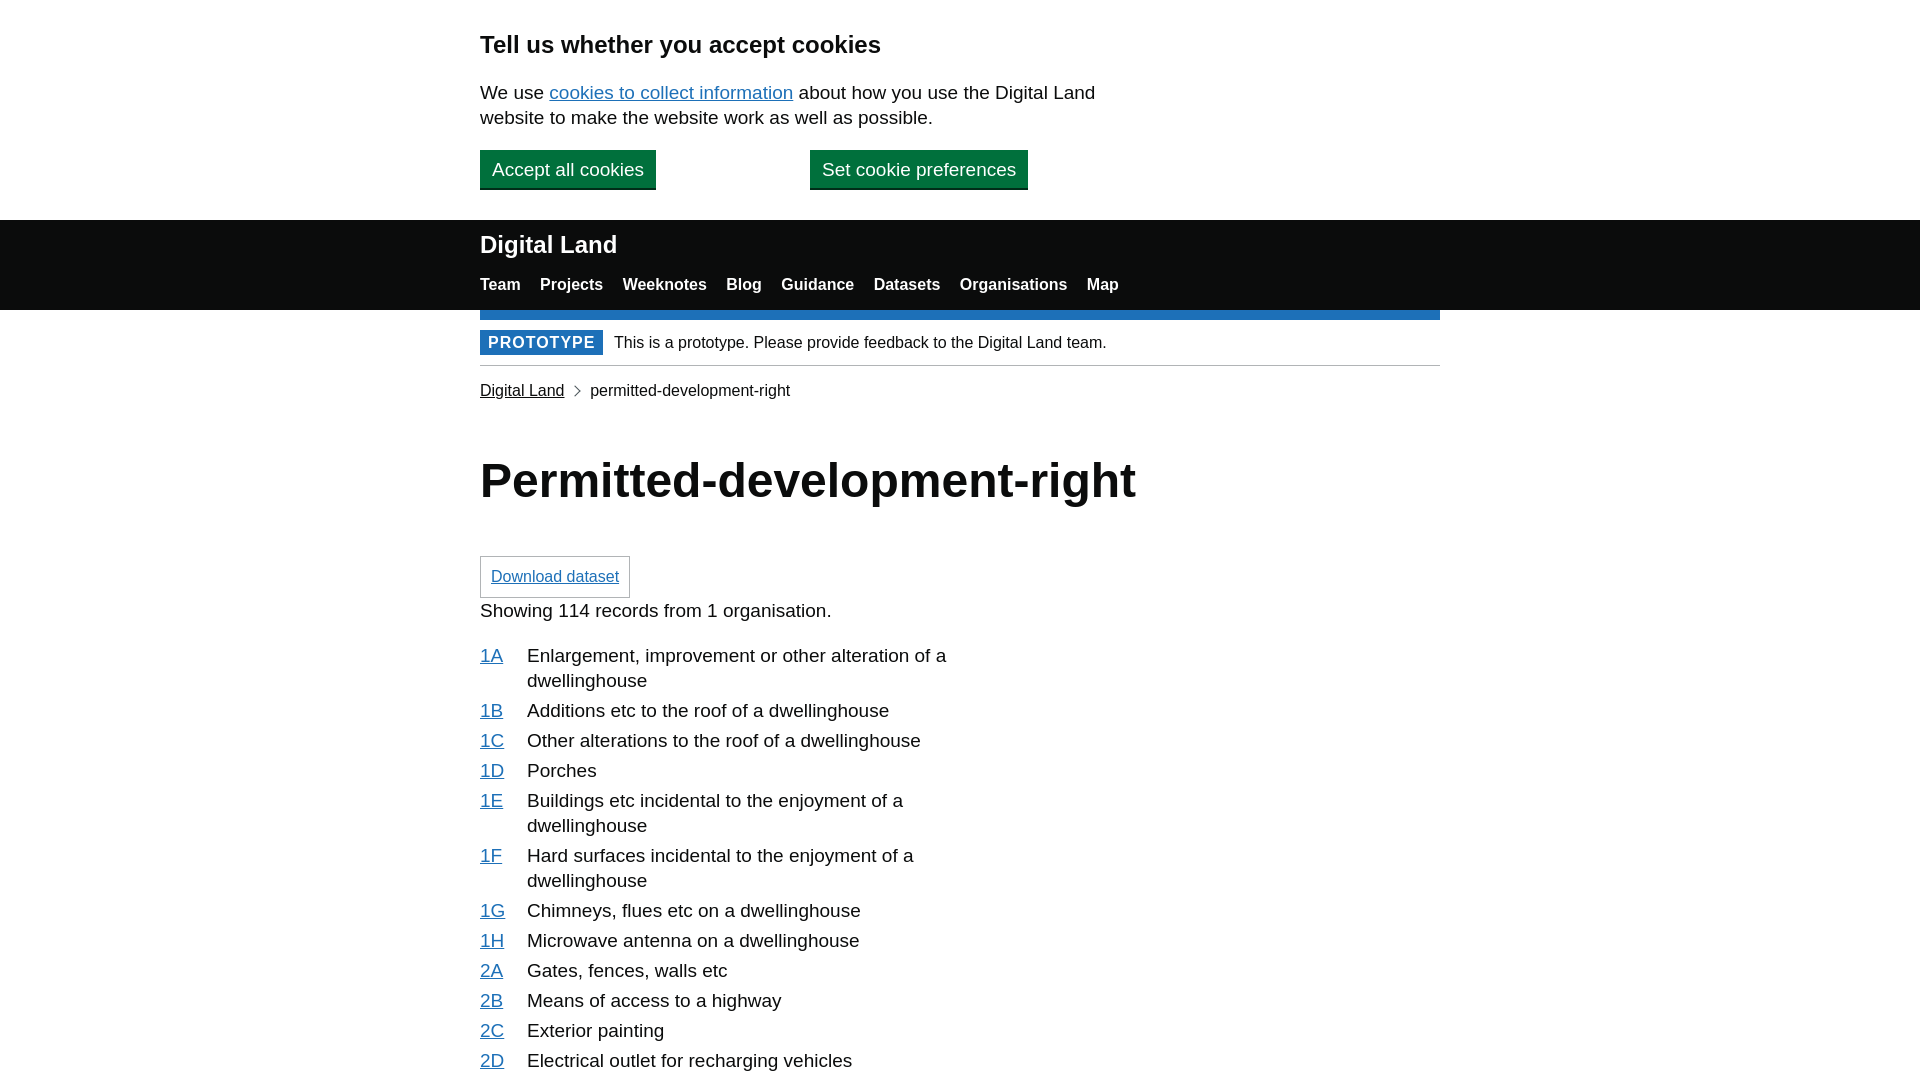 Tell us whether you accept cookies
We use cookies to collect information about how you use the Digital Land
website to make the website work as well as possible.
Accept all cookies
Set cookie preferences
Digital Land
Team Projects Weeknotes Blog Guidance Datasets Organisations Map
PROTOTYPE This is a prototype. Please provide feedback to the Digital Land team.
Digital Land permitted-development-right
Permitted-development-right
Download dataset
Showing 114 records from 1 organisation.
1A Enlargement, improvement or other alteration of a
dwellinghouse
1B Additions etc to the roof of a dwellinghouse
1C Other alterations to the roof of a dwellinghouse
1D Porches
1E Buildings etc incidental to the enjoyment of a
dwellinghouse
1F Hard surfaces incidental to the enjoyment of a
dwellinghouse
1G Chimneys, flues etc on a dwellinghouse
1H Microwave antenna on a dwellinghouse
2A Gates, fences, walls etc
2B Means of access to a highway
2C Exterior painting
2D Electrical outlet for recharging vehicles